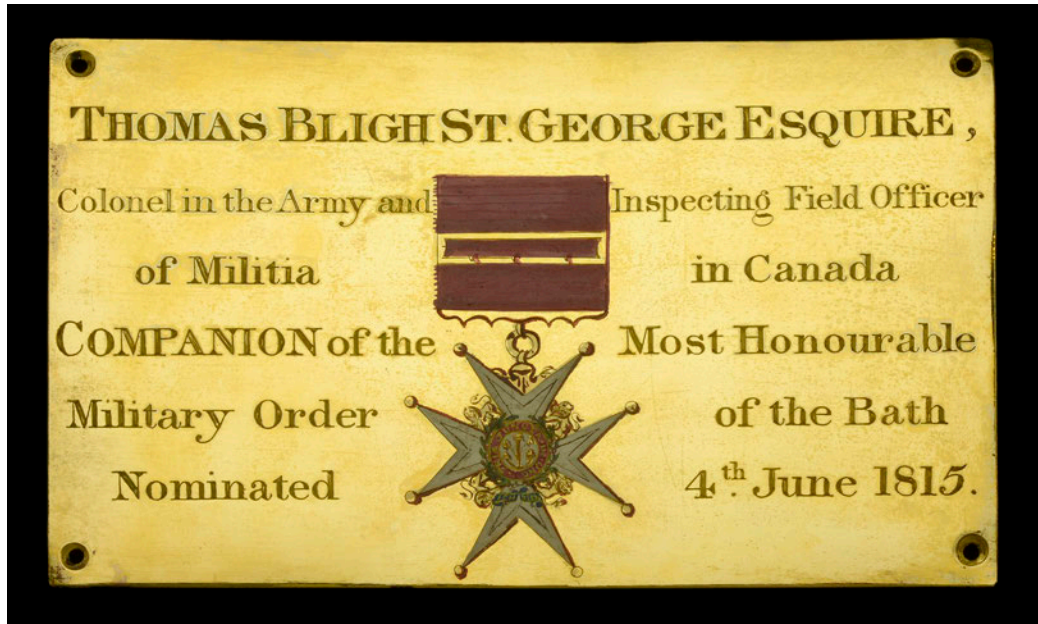 THOMAS BLIGH ST. GEORGE ESQUIRE,
Colonel in the Army and Inspecting Field Officer
of Militia in Canada
COMPANION of the Most Honourable
Military Order of the Bath
Nominated 4th. June 1815.